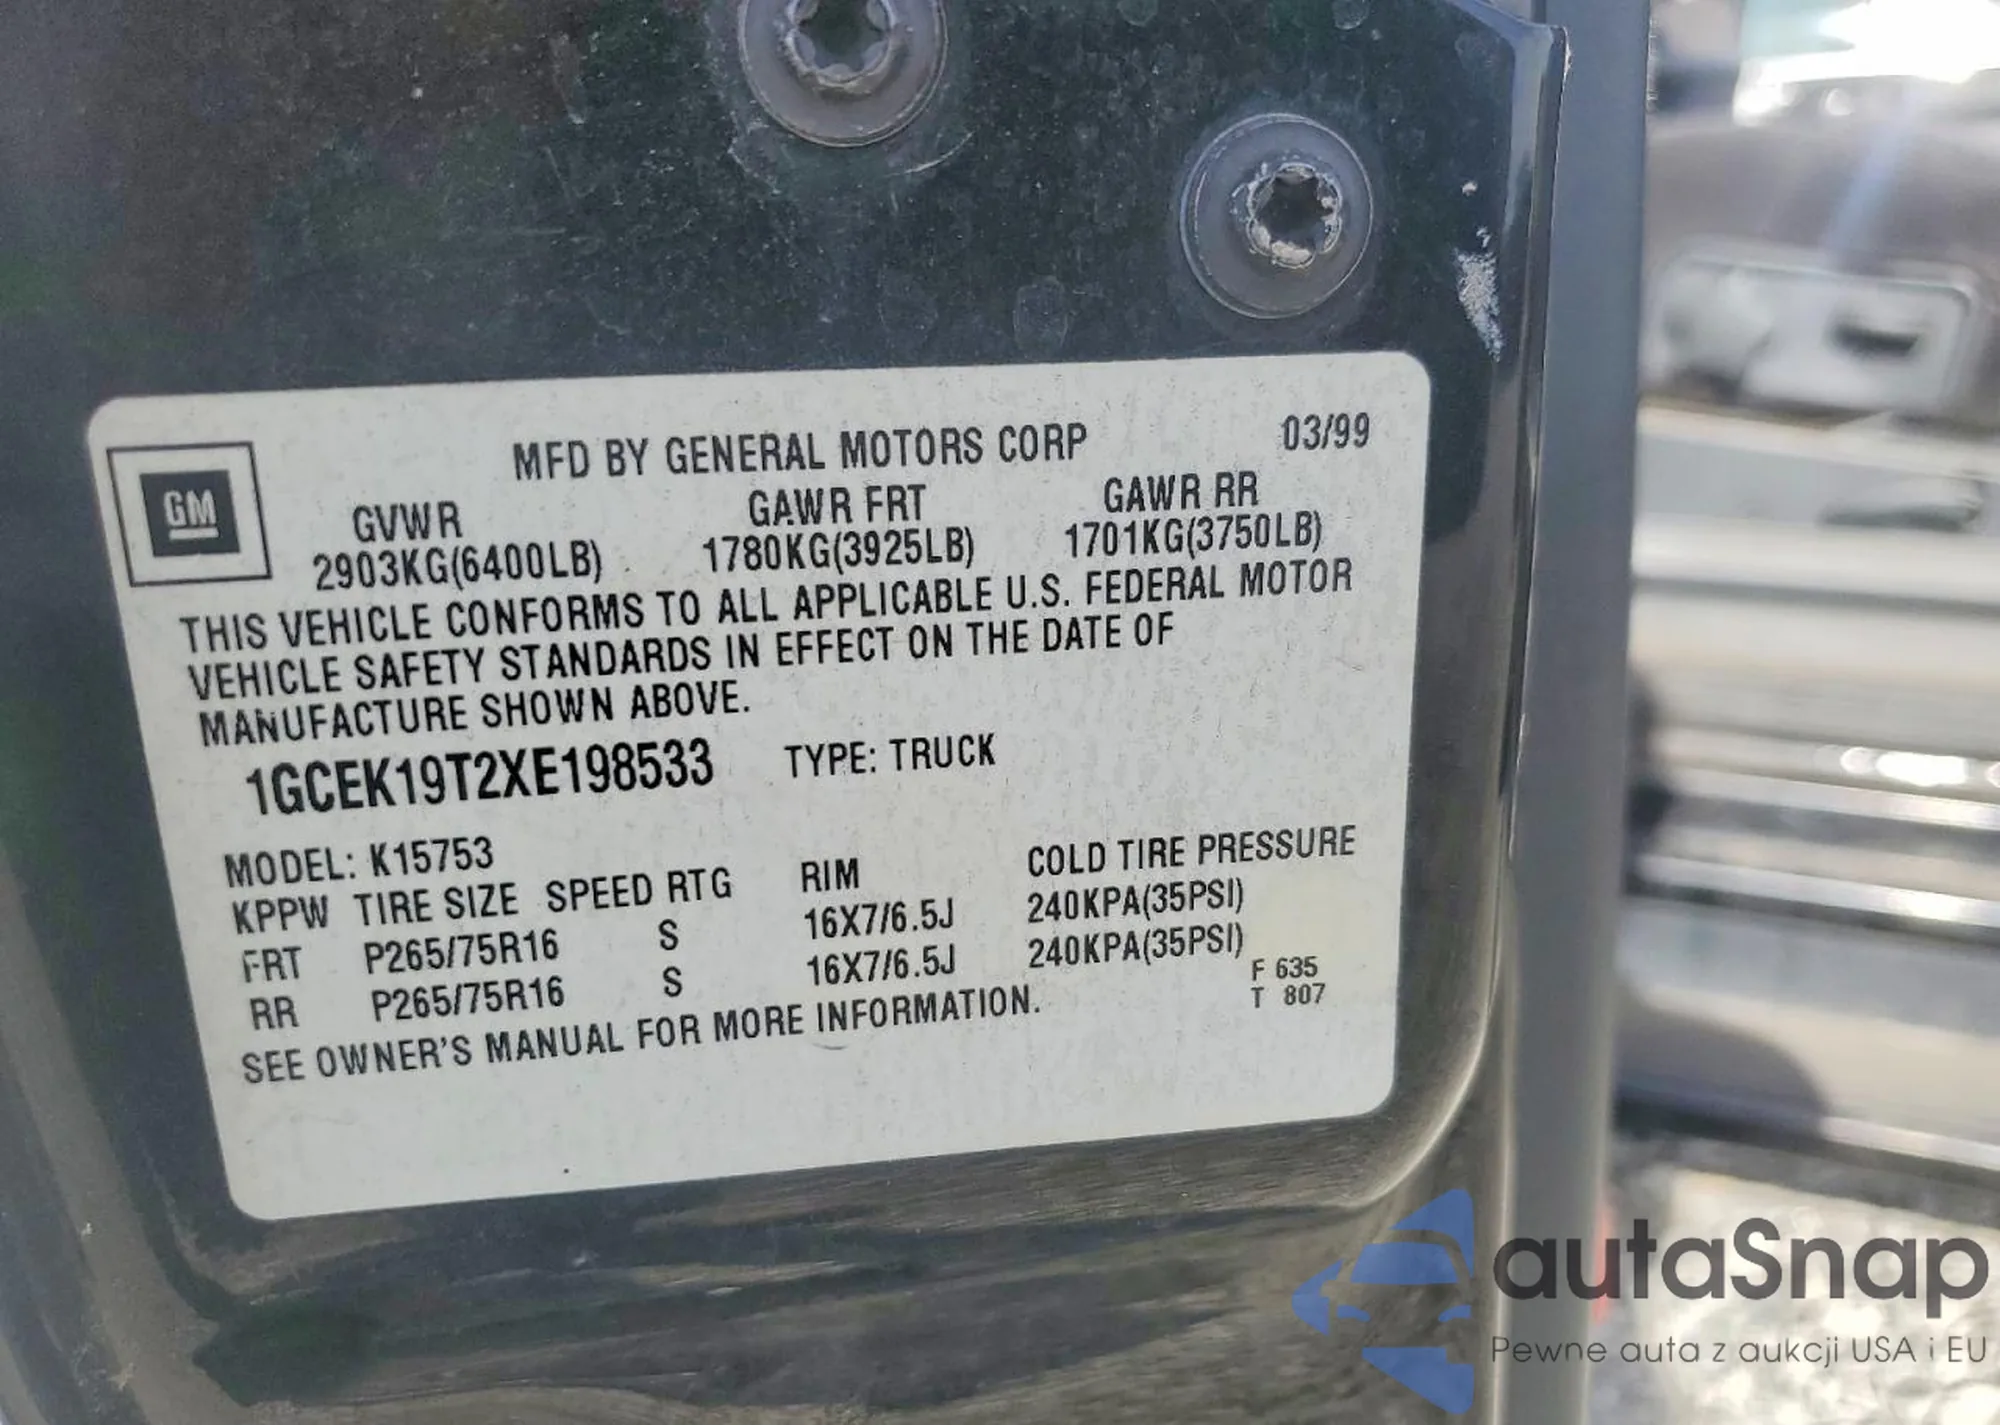 GM
MFD BY GENERAL MOTORS CORP 03/99
GVWR GAWR FRT GAWR RR
2903KG(6400LB) 1780KG(3925LB) 1701KG(3750LB)
THIS VEHICLE CONFORMS TO ALL APPLICABLE U.S. FEDERAL MOTOR
VEHICLE SAFETY STANDARDS IN EFFECT ON THE DATE OF
MANUFACTURE SHOWN ABOVE.
1GCEK19T2XE198533 TYPE: TRUCK
MODEL: K15753
KPPW TIRE SIZE SPEED RTG RIM COLD TIRE PRESSURE
FRT P265/75R16 S 16X7/6.5J 240KPA(35PSI)
RR P265/75R16 S 16X7/6.5J 240KPA(35PSI)
F 635
T 807
SEE OWNER'S MANUAL FOR MORE INFORMATION.
autaSnap
Pewne auta z aukcji USA i EU